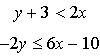 y + 3 < 2x
−2y ≤ 6x − 10